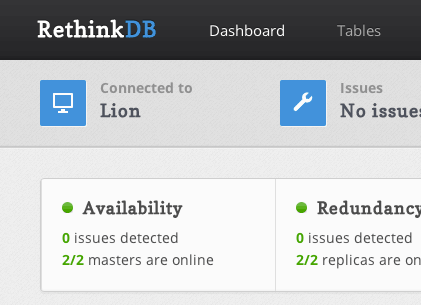 RethinkDB Dashboard Tables
Connected to
Lion
Issues
No issues
Availability
0 issues detected
2/2 masters are online
Redundancy
0 issues detected
2/2 replicas are on